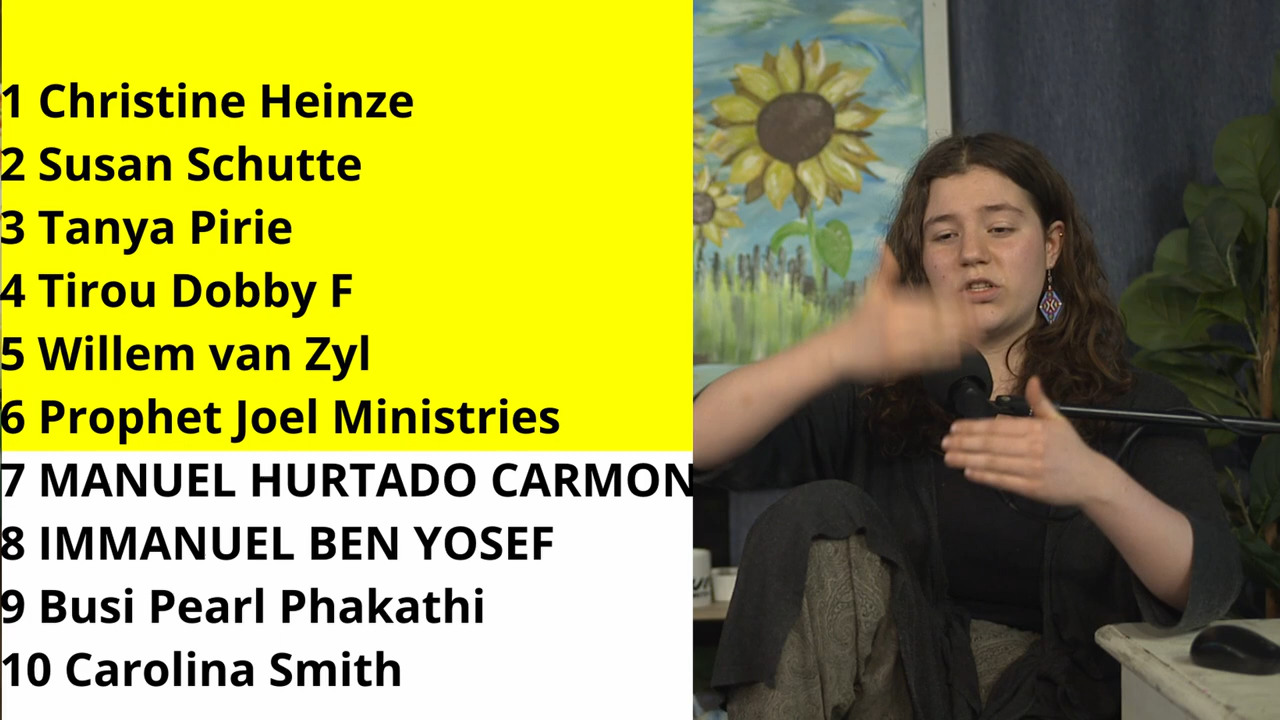 1 Christine Heinze
2 Susan Schutte
3 Tanya Pirie
4 Tirou Dobby F
5 Willem van Zyl
6 Prophet Joel Ministries
7 MANUEL HURTADO CARMON
8 IMMANUEL BEN YOSEF
9 Busi Pearl Phakathi
10 Carolina Smith